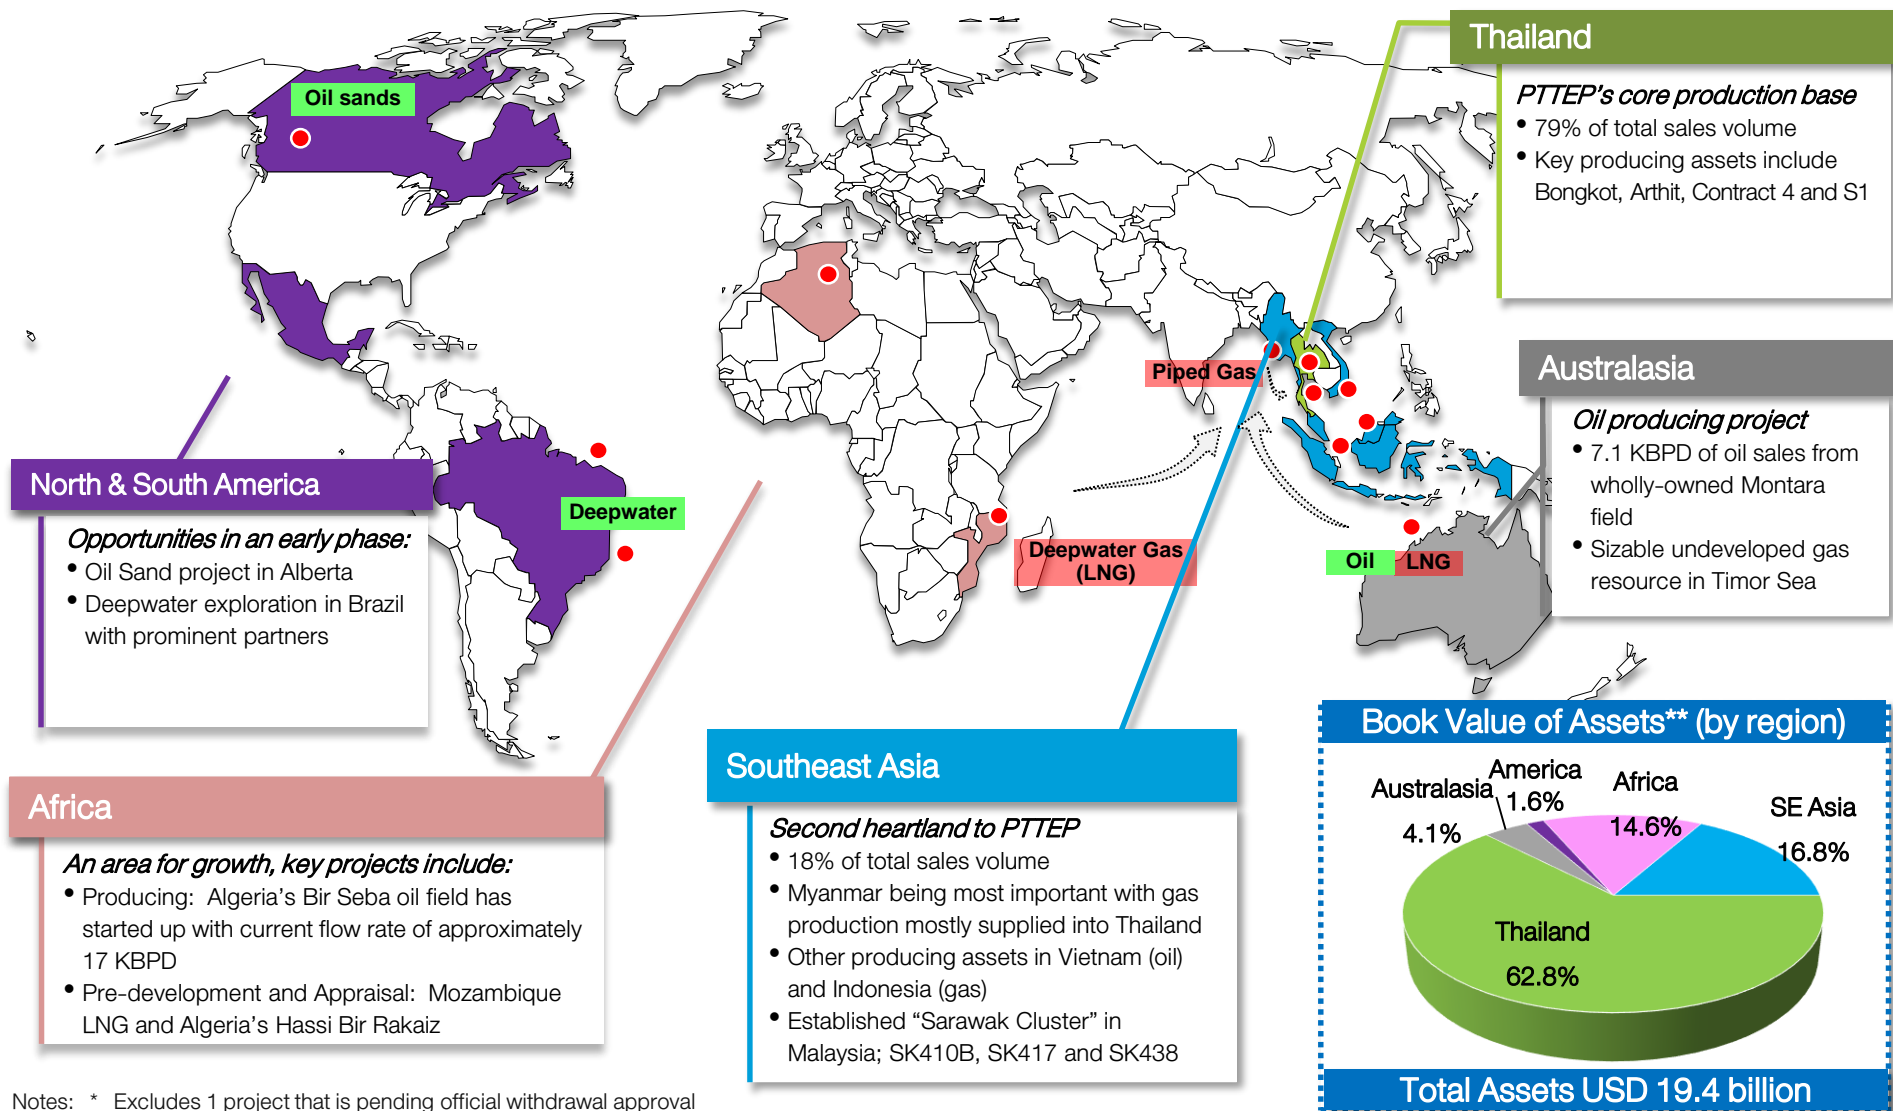 Thailand
PTTEP's core production base
• 79% of total sales volume
• Key producing assets include
Bongkot, Arthit, Contract 4 and S1
Oil sands
Piped Gas
Australasia
Oil producing project
• 7.1 KBPD of oil sales from
wholly-owned Montara
field
• Sizable undeveloped gas
resource in Timor Sea
North & South America
Opportunities in an early phase:
• Oil Sand project in Alberta
• Deepwater exploration in Brazil
with prominent partners
Deepwater
Deepwater Gas
(LNG)
Oil
LNG
Africa
An area for growth, key projects include:
• Producing: Algeria's Bir Seba oil field has
started up with current flow rate of approximately
17 KBPD
• Pre-development and Appraisal: Mozambique
LNG and Algeria's Hassi Bir Rakaiz
Southeast Asia
Second heartland to PTTEP
• 18% of total sales volume
• Myanmar being most important with gas
production mostly supplied into Thailand
• Other producing assets in Vietnam (oil)
and Indonesia (gas)
• Established “Sarawak Cluster” in
Malaysia; SK410B, SK417 and SK438
Book Value of Assets** (by region)
Australasia
4.1%
America
1.6%
Africa
14.6%
SE Asia
16.8%
Thailand
62.8%
Total Assets USD 19.4 billion
Notes: * Excludes 1 project that is pending official withdrawal approval